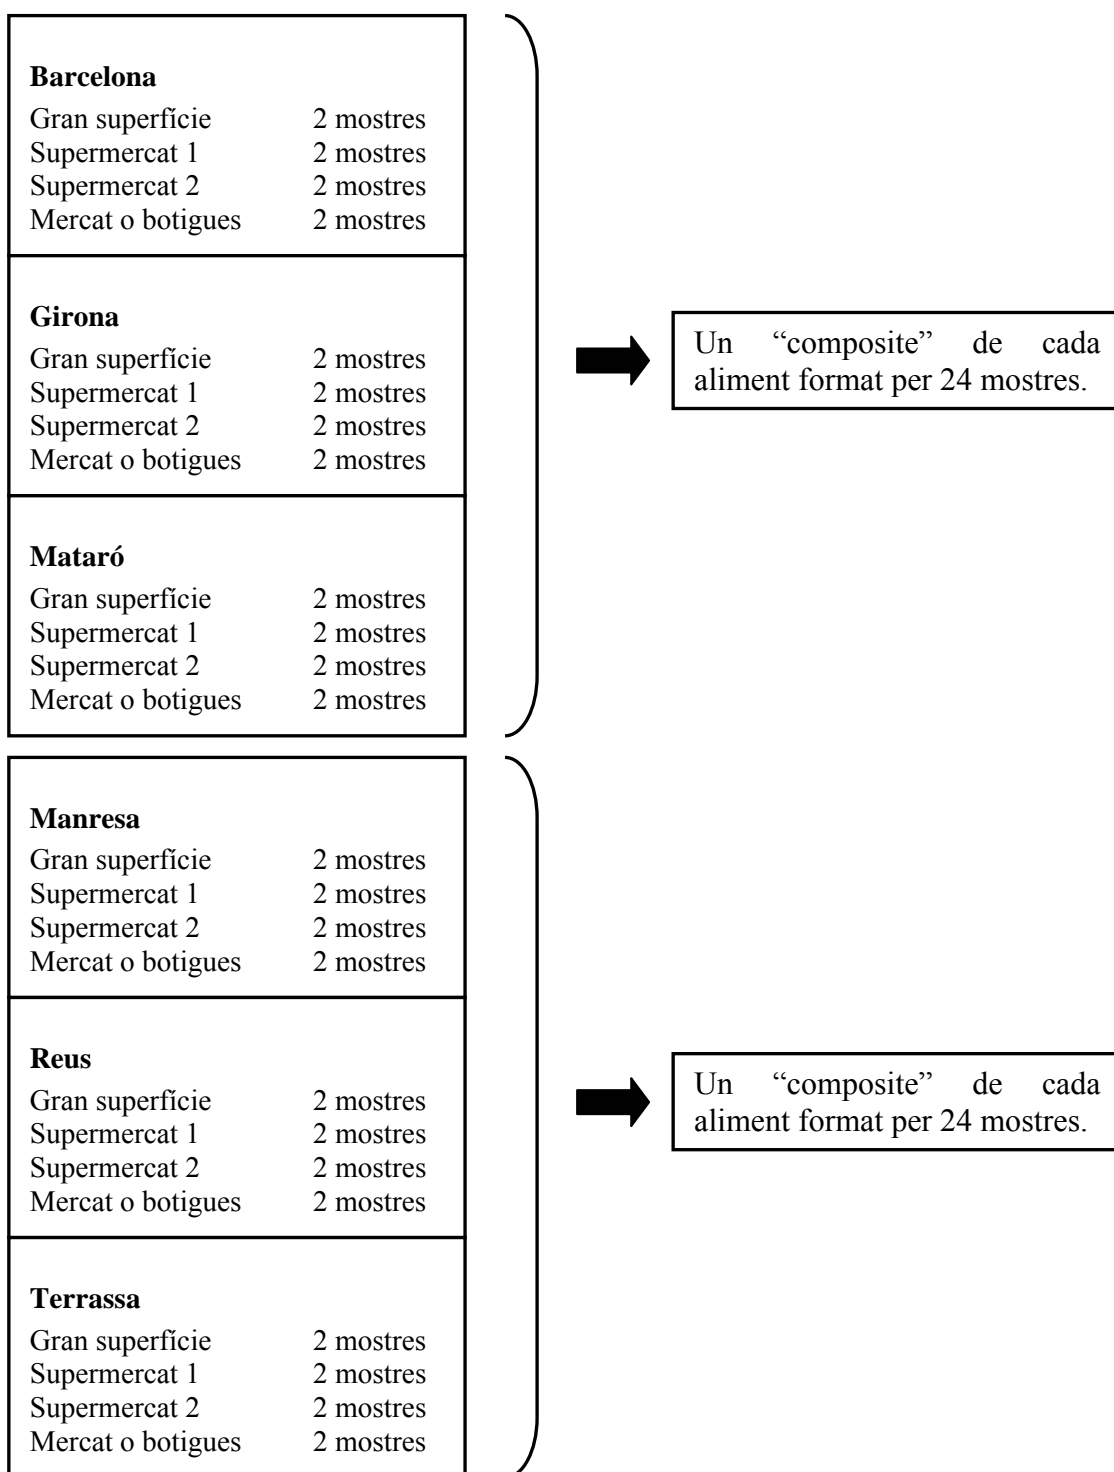 Barcelona
Gran superfície 2 mostres
Supermercat 1 2 mostres
Supermercat 2 2 mostres
Mercat o botigues 2 mostres
Girona
Gran superfície 2 mostres
Supermercat 1 2 mostres
Supermercat 2 2 mostres
Mercat o botigues 2 mostres
Un “composite” de cada
aliment format per 24 mostres.
Mataró
Gran superfície 2 mostres
Supermercat 1 2 mostres
Supermercat 2 2 mostres
Mercat o botigues 2 mostres
Manresa
Gran superfície 2 mostres
Supermercat 1 2 mostres
Supermercat 2 2 mostres
Mercat o botigues 2 mostres
Reus
Gran superfície 2 mostres
Supermercat 1 2 mostres
Supermercat 2 2 mostres
Mercat o botigues 2 mostres
Un “composite” de cada
aliment format per 24 mostres.
Terrassa
Gran superfície 2 mostres
Supermercat 1 2 mostres
Supermercat 2 2 mostres
Mercat o botigues 2 mostres